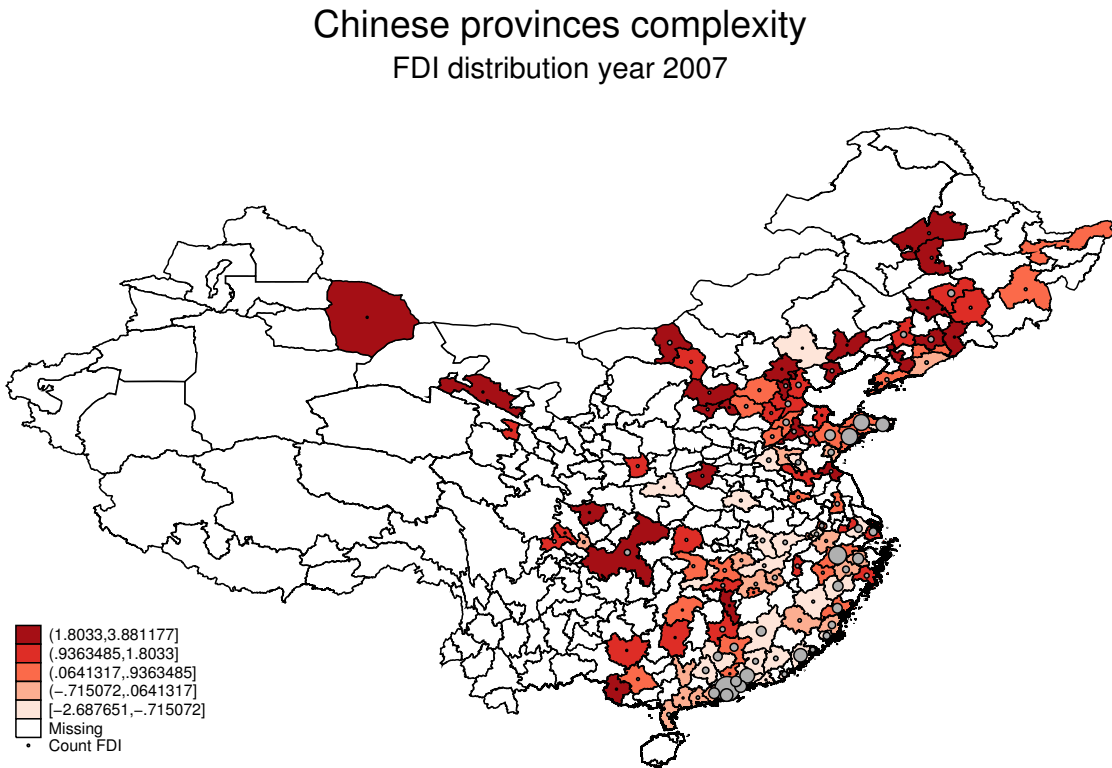 Chinese provinces complexity
FDI distribution year 2007
(1.8033,3.881177]
(.9363485,1.8033]
(.0641317,.9363485]
(−.715072,.0641317]
[−2.687651,−.715072]
Missing
Count FDI